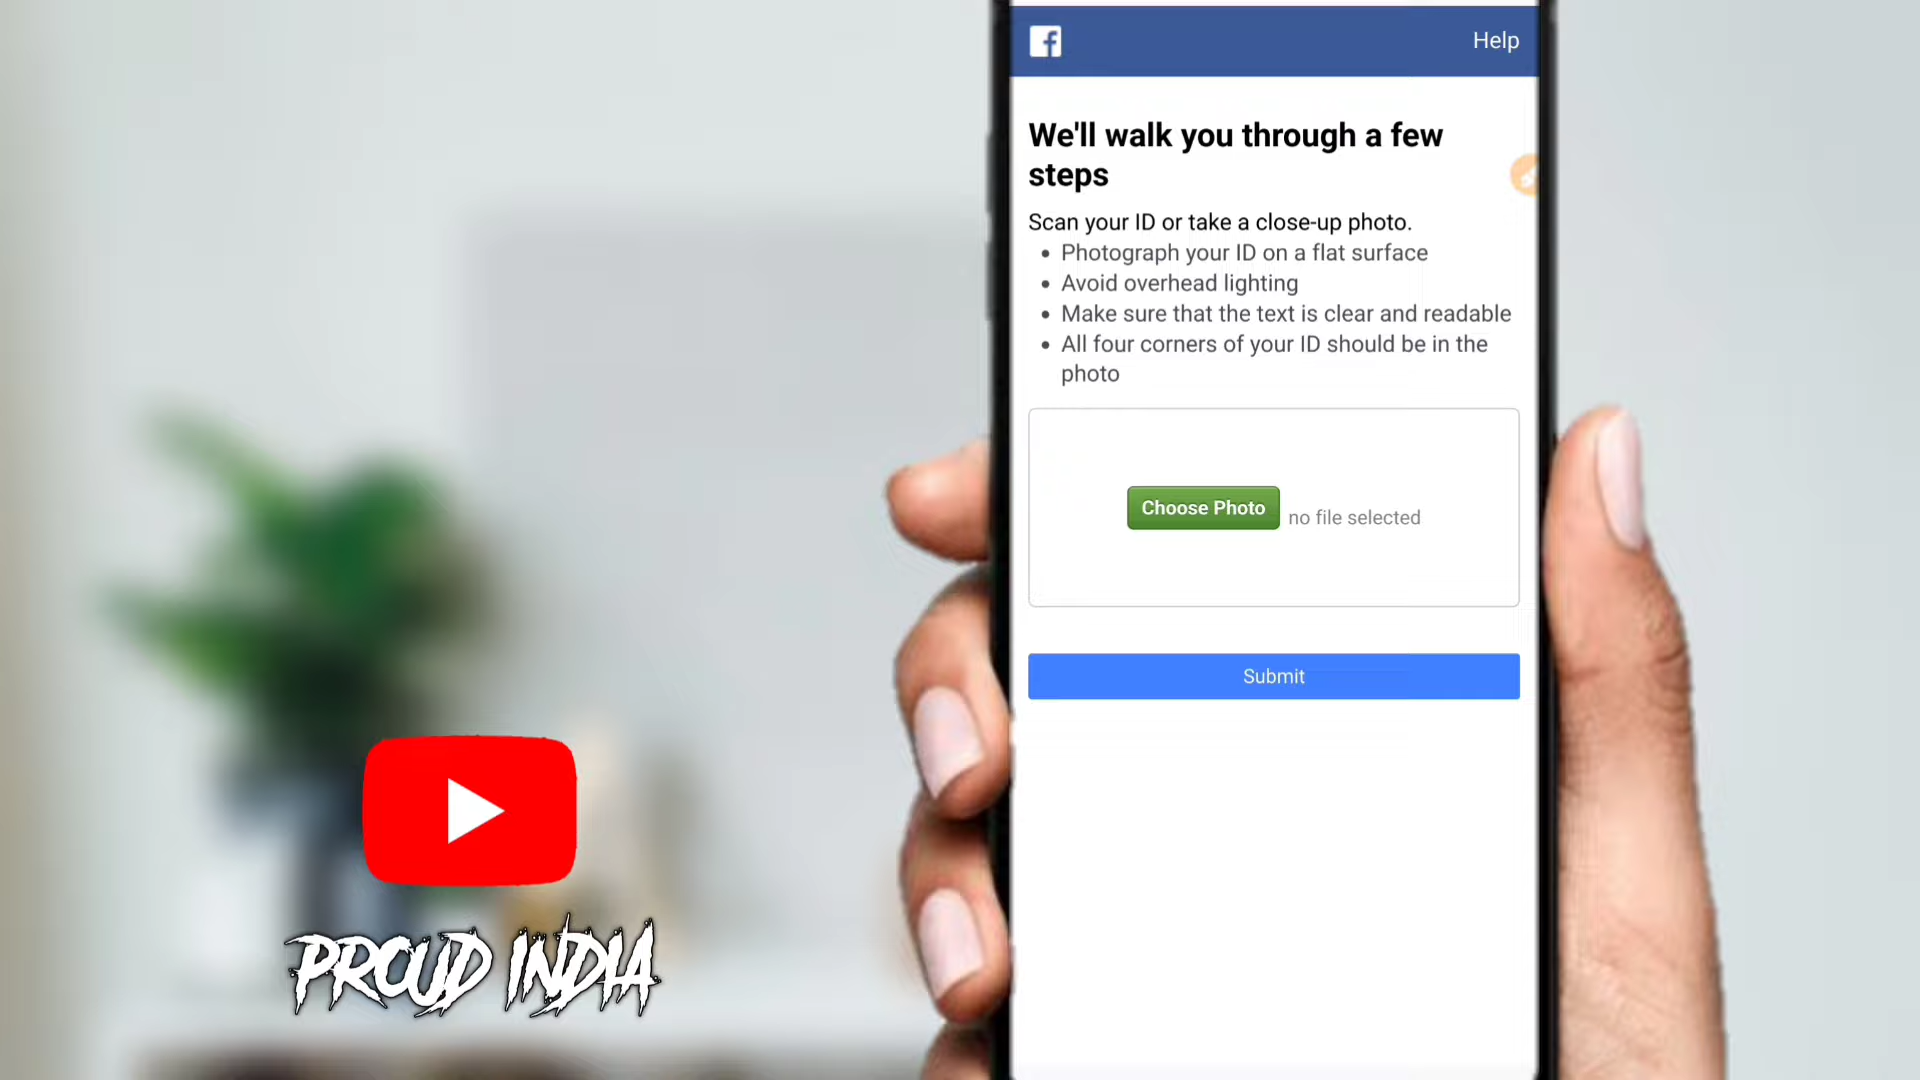 Help
We'll walk you through a few
steps
Scan your ID or take a close-up photo.
• Photograph your ID on a flat surface
• Avoid overhead lighting
• Make sure that the text is clear and readable
• All four corners of your ID should be in the
photo
Choose Photo no file selected
Submit
PROUD INDIA